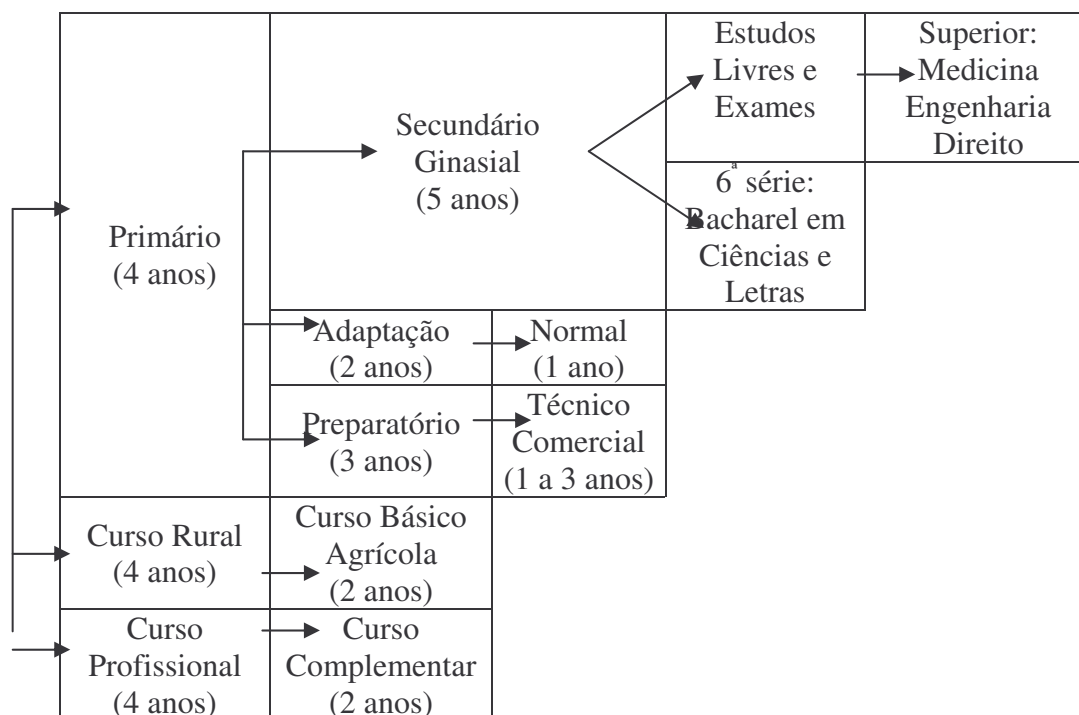 Estudos
Livres e
Exames
Superior:
Medicina
Engenharia
Direito
Secundário
Ginasial
(5 anos)
6ª série:
Bacharel em
Ciências e
Letras
Primário
(4 anos)
Adaptação
(2 anos)
Normal
(1 ano)
Preparatório
(3 anos)
Técnico
Comercial
(1 a 3 anos)
Curso Rural
(4 anos)
Curso Básico
Agrícola
(2 anos)
Curso
Profissional
(4 anos)
Curso
Complementar
(2 anos)